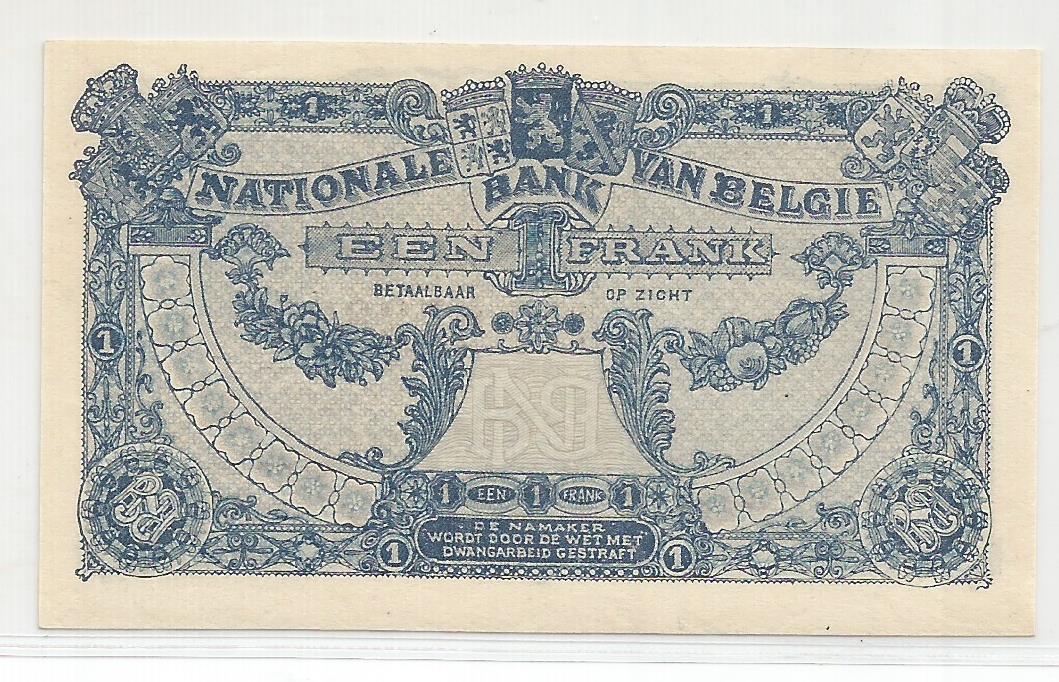 1 1
NATIONALE BANK VAN BELGIE
EEN 1 FRANK
BETAALBAAR OP ZICHT
1 1
1 EEN 1 FRANK 1
DE NAMAKER
WORDT DOOR DE WET MET
DWANGARBEID GESTRAFT
1 1